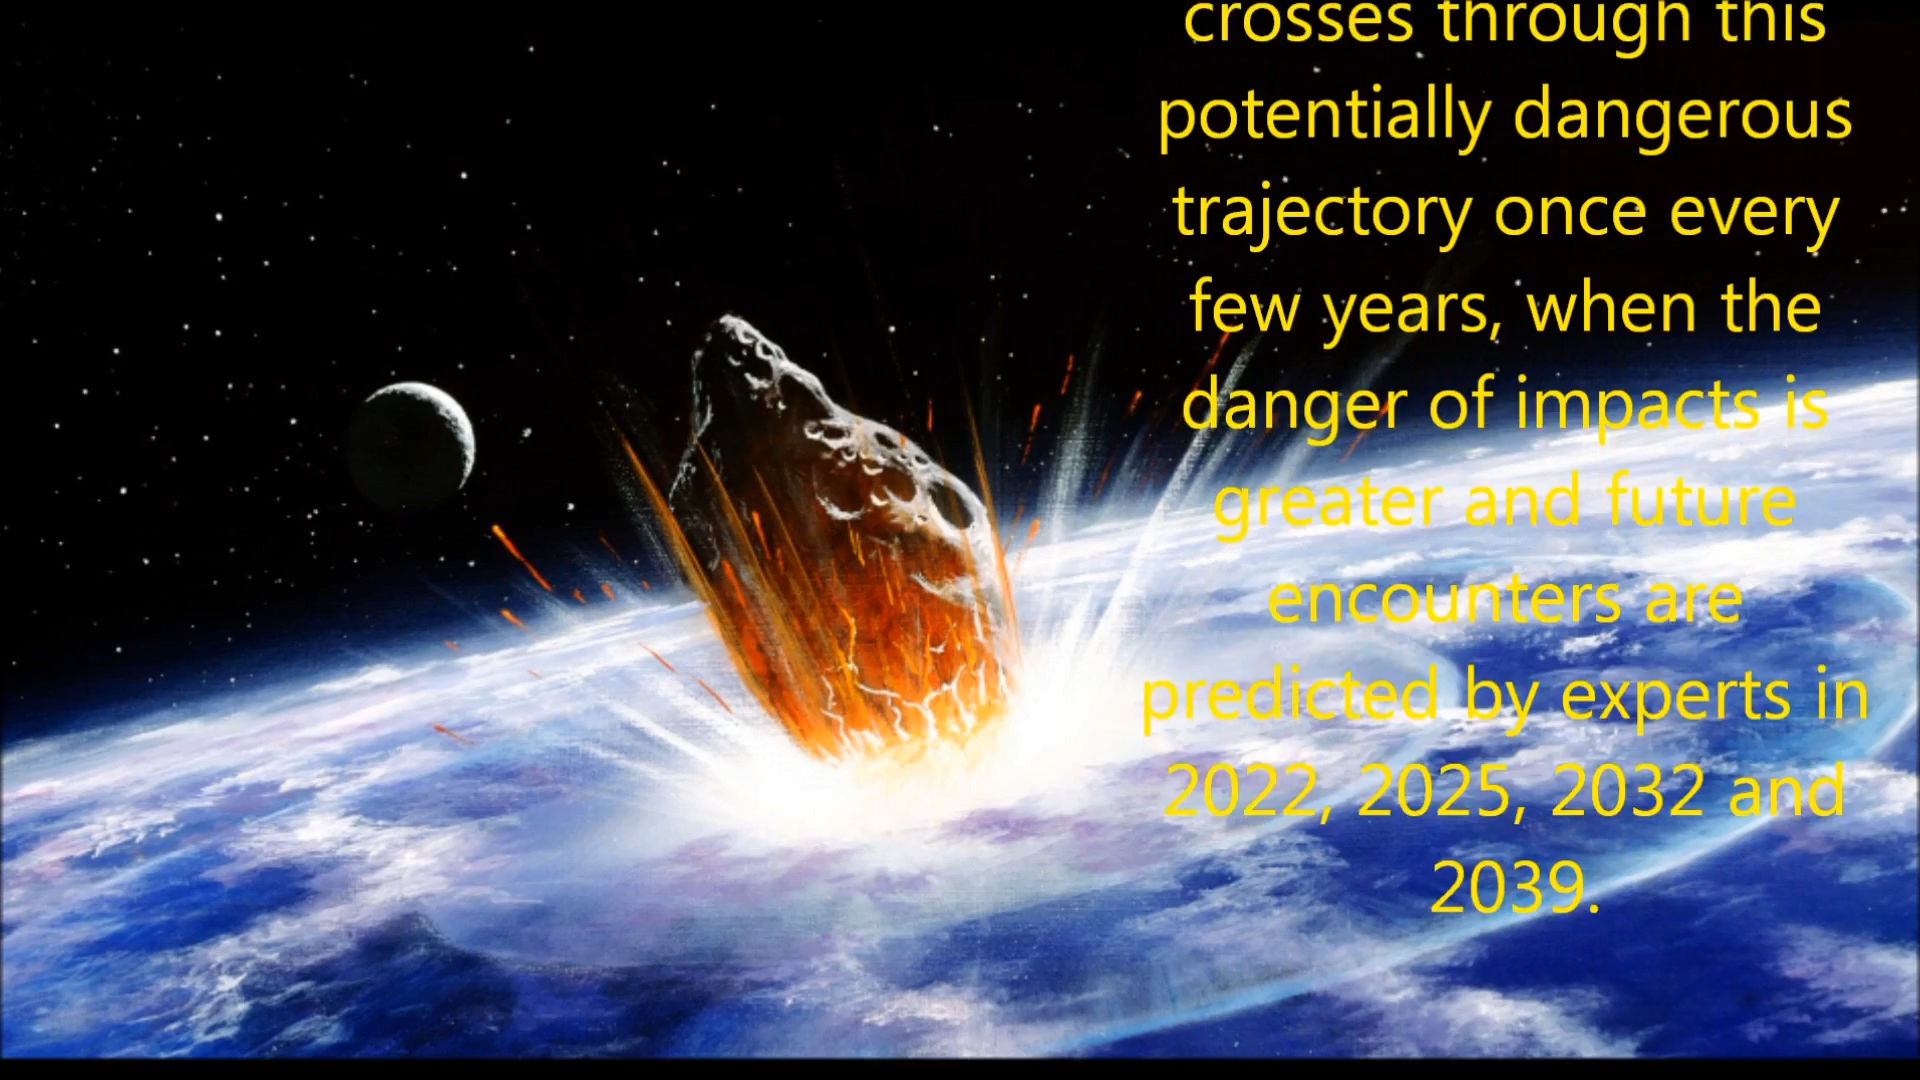 crosses through this
potentially dangerous
trajectory once every
few years, when the
danger of impacts is
greater and future
encounters are
predicted by experts in
2022, 2025, 2032 and
2039.